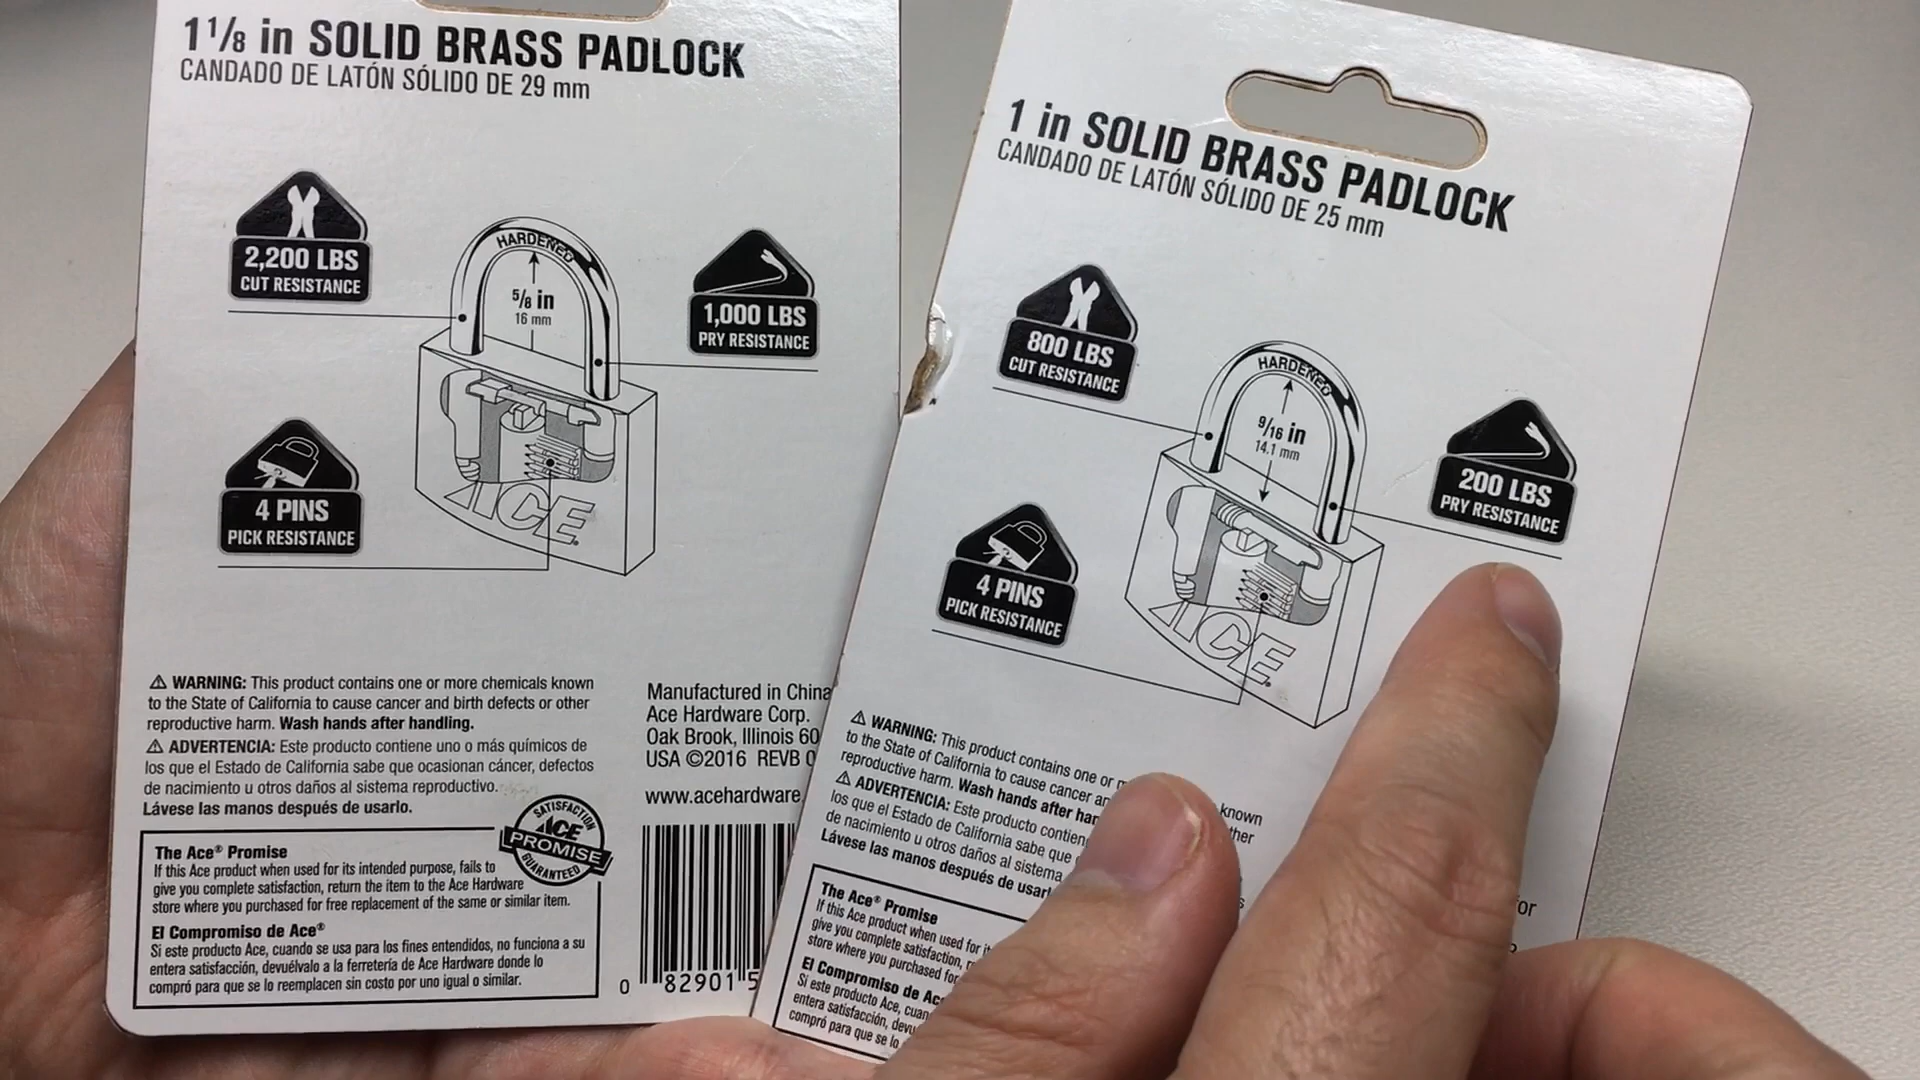 1 1/8 in SOLID BRASS PADLOCK
CANDADO DE LATÓN SÓLIDO DE 29 mm
2,200 LBS
CUT RESISTANCE
HARDENED
5/8 in
16 mm
1,000 LBS
PRY RESISTANCE
4 PINS
PICK RESISTANCE
ACE
⚠ WARNING: This product contains one or more chemicals known
to the State of California to cause cancer and birth defects or other
reproductive harm. Wash hands after handling.
⚠ ADVERTENCIA: Este producto contiene uno o más químicos de
los que el Estado de California sabe que ocasionan cáncer, defectos
de nacimiento u otros daños al sistema reproductivo.
Lávese las manos después de usarlo.
Manufactured in China
Ace Hardware Corp.
Oak Brook, Illinois 60
USA ©2016 REVB 0
www.acehardware.
SATISFACTION
ACE
PROMISE
GUARANTEED
The Ace® Promise
If this Ace product when used for its intended purpose, fails to
give you complete satisfaction, return the item to the Ace Hardware
store where you purchased for free replacement of the same or similar item.
El Compromiso de Ace®
Si este producto Ace, cuando se usa para los fines entendidos, no funciona a su
entera satisfacción, devuélvalo a la ferretería de Ace Hardware donde lo
compró para que se lo reemplacen sin costo por uno igual o similar.
0 82901 5
1 in SOLID BRASS PADLOCK
CANDADO DE LATÓN SÓLIDO DE 25 mm
800 LBS
CUT RESISTANCE
HARDENED
9/16 in
14.1 mm
200 LBS
PRY RESISTANCE
4 PINS
PICK RESISTANCE
ACE
⚠ WARNING: This product contains one or known
to the State of California to cause cancer
reproductive harm. Wash hands after
⚠ ADVERTENCIA: Este producto
los que el Estado de California sabe que
de nacimiento u otros daños al sistema
Lávese las manos después de
The Ace® Promise
If this Ace product when used for
give you complete satisfaction,
store where you purchased for
El Compromiso de
Si este producto Ace,
entera satisfacción,
compró para que se lo